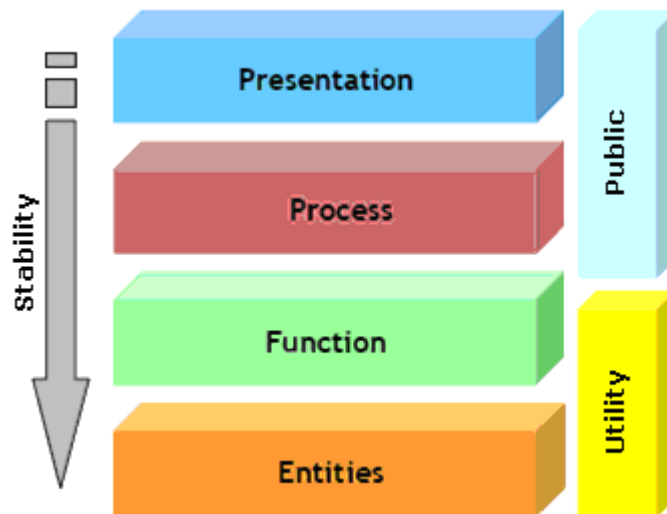 Stability
Presentation
Process
Function
Entities
Public
Utility